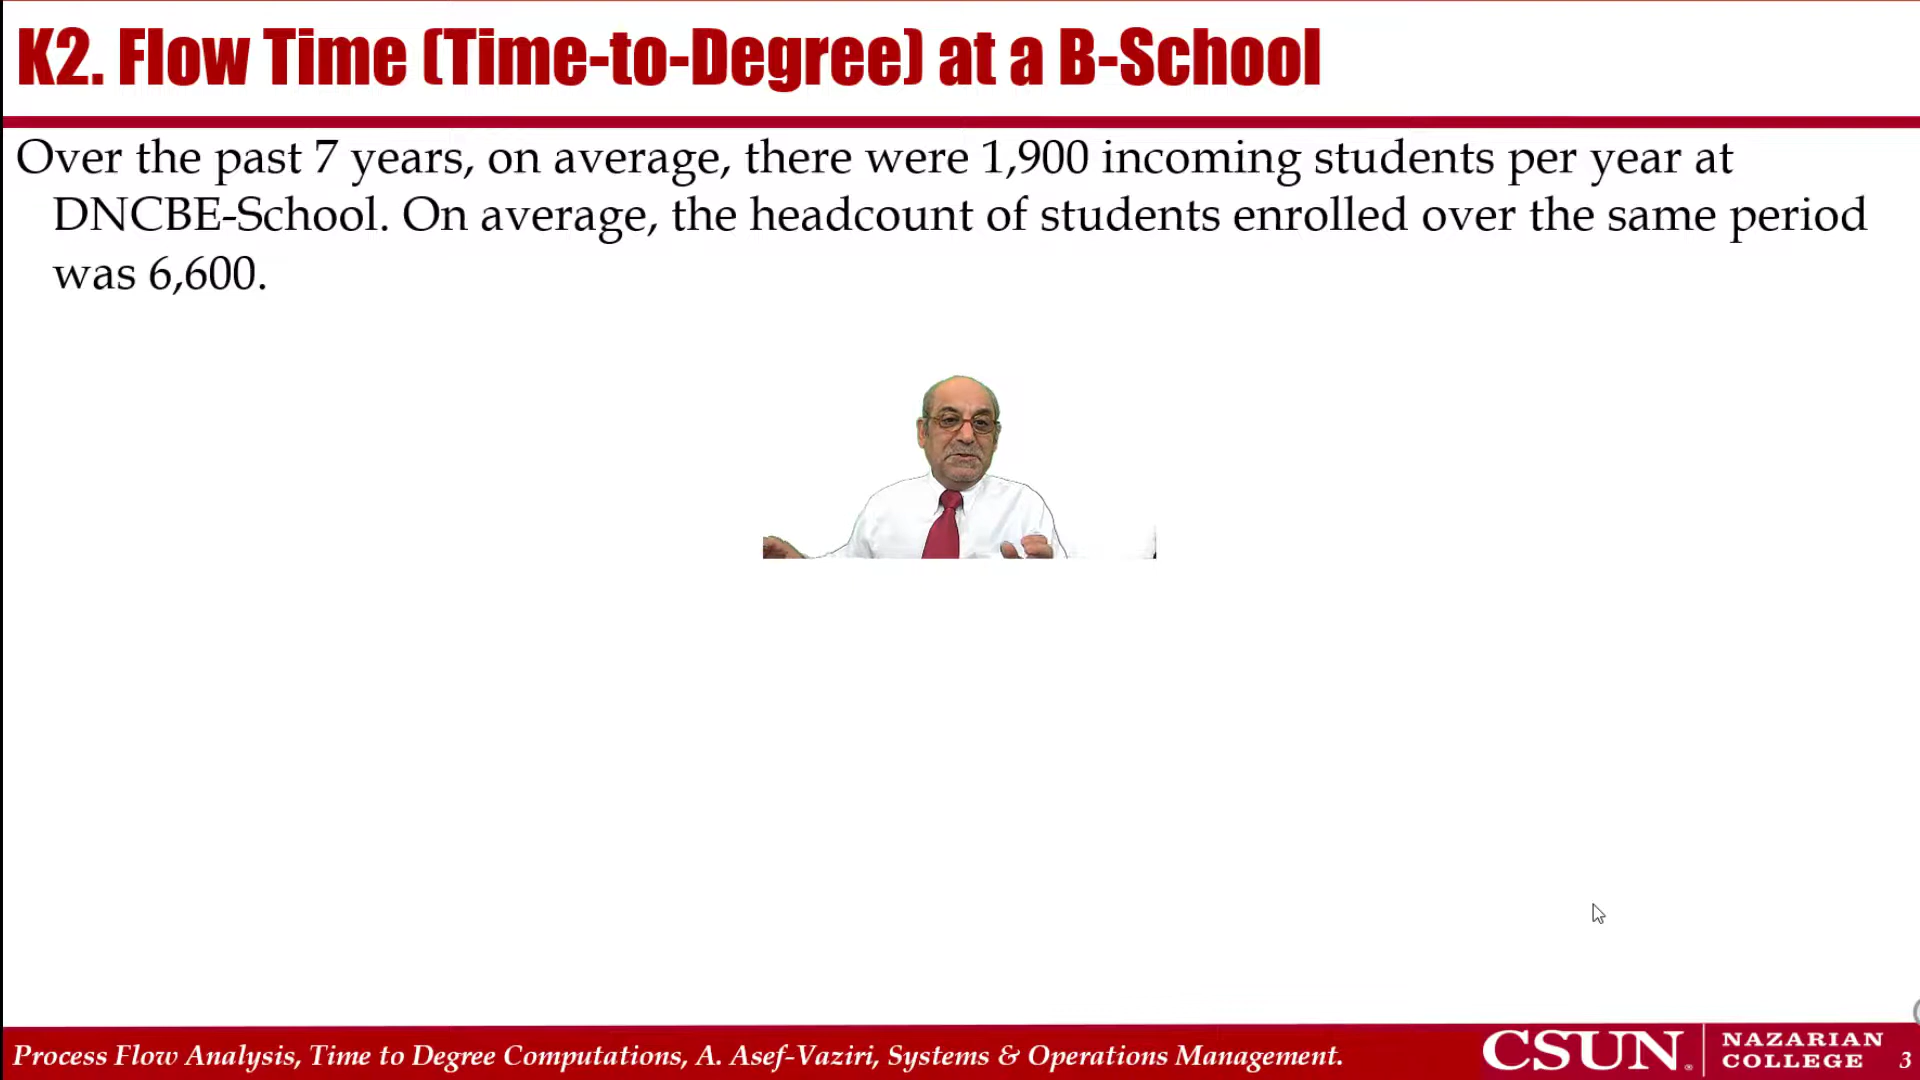 K2. Flow Time (Time-to-Degree) at a B-School
Over the past 7 years, on average, there were 1,900 incoming students per year at
DNCBE-School. On average, the headcount of students enrolled over the same period
was 6,600.
Process Flow Analysis, Time to Degree Computations, A. Asef-Vaziri, Systems & Operations Management.
CSUN®
NAZARIAN
COLLEGE
3